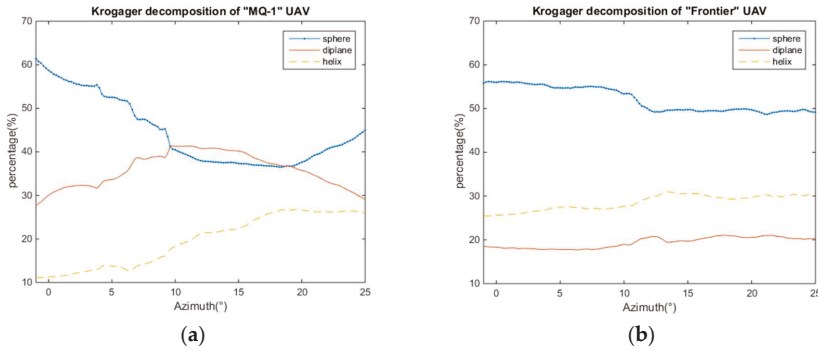 Krogager decomposition of "MQ-1" UAV
70
60
50
40
30
20
10
percentage(%)
0
5
10
15
20
25
Azimuth(°)
sphere
diplane
helix
(a)
Krogager decomposition of "Frontier" UAV
70
60
50
40
30
20
10
percentage(%)
0
5
10
15
20
25
Azimuth(°)
sphere
diplane
helix
(b)